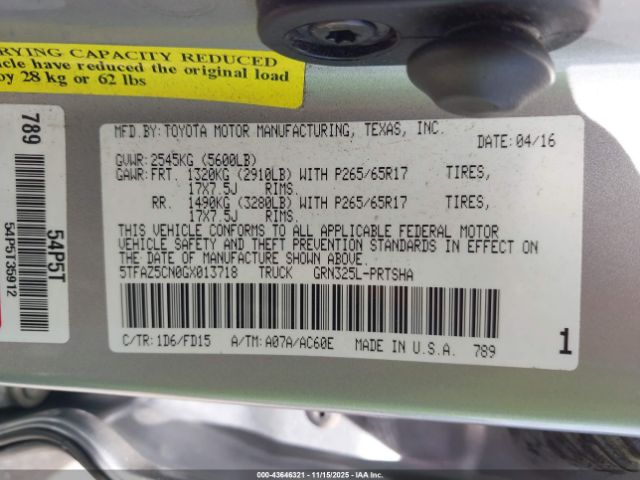 RYING CAPACITY REDUCED
icle have reduced the original load
by 28 kg or 62 lbs
789
54P5T
54P5T35912
MFD.BY:TOYOTA MOTOR MANUFACTURING, TEXAS, INC.
DATE: 04/16
GVWR:2545KG (5600LB)
GAWR:FRT. 1320KG (2910LB) WITH P265/65R17 TIRES,
17X7.5J RIMS.
RR. 1490KG (3280LB) WITH P265/65R17 TIRES,
17X7.5J RIMS.
THIS VEHICLE CONFORMS TO ALL APPLICABLE FEDERAL MOTOR
VEHICLE SAFETY AND THEFT PREVENTION STANDARDS IN EFFECT ON
THE DATE OF MANUFACTURE SHOWN ABOVE.
5TFAZ5CN0GX013718 TRUCK GRN325L-PRTSHA
C/TR:1D6/FD15 A/TM:A07A/AC60E MADE IN U.S.A. 789
1
000-43646321 - 11/15/2025 - IAAI.COM